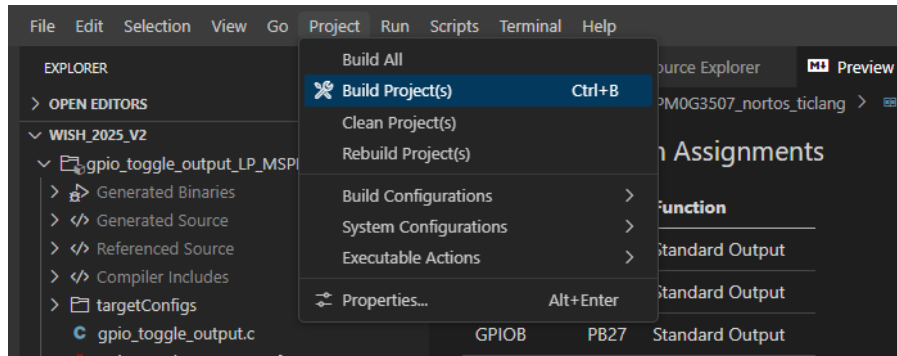 File Edit Selection View Go Project Run Scripts Terminal Help
EXPLORER
OPEN EDITORS
WISH_2025_V2
gpio_toggle_output_LP_MSP
Generated Binaries
Generated Source
Referenced Source
Compiler Includes
targetConfigs
C gpio_toggle_output.c
Build All
Build Project(s) Ctrl+B
Clean Project(s)
Rebuild Project(s)
Build Configurations
System Configurations
Executable Actions
Properties... Alt+Enter
ource Explorer
M↓ Preview
PM0G3507_nortos_ticlang
n Assignments
Function
Standard Output
Standard Output
GPIOB PB27 Standard Output